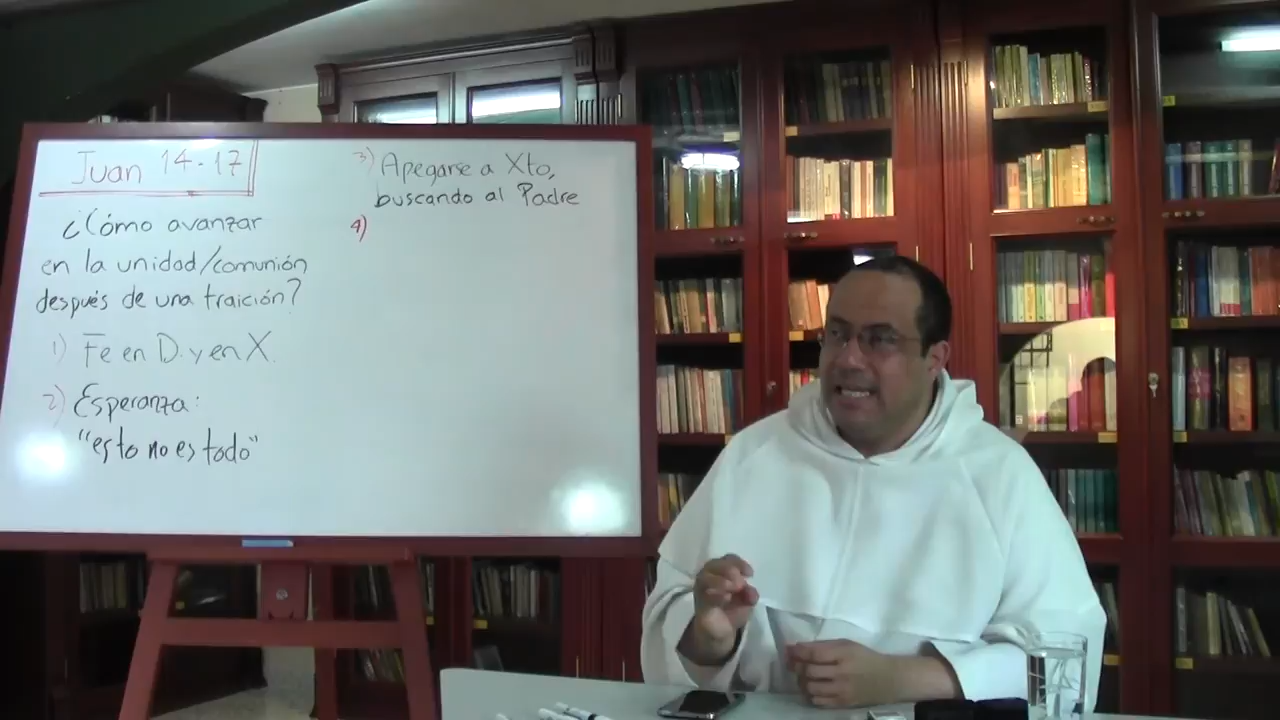 Juan 14-17
¿Cómo avanzar
en la unidad/comunión
después de una traición?
1) Fe en D. y en X.
2) Esperanza:
"esto no es todo"
3) Apegarse a Xto,
buscando al Padre
4)